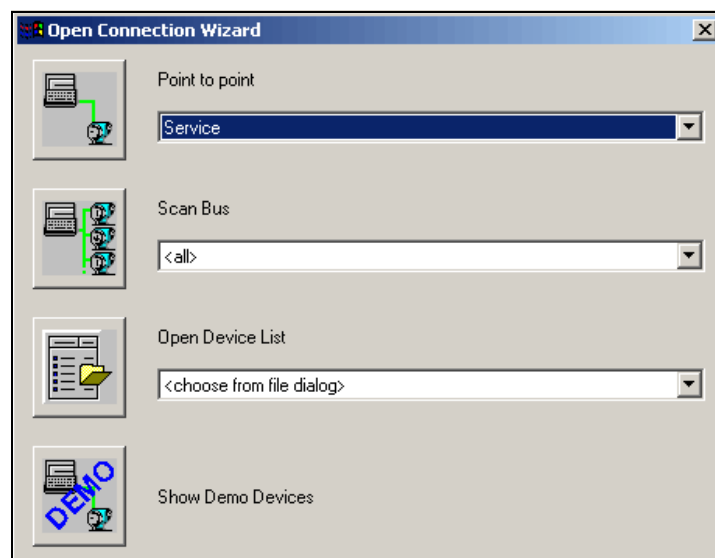 Open Connection Wizard
Point to point
Service
Scan Bus
<all>
Open Device List
<choose from file dialog>
DEMO
Show Demo Devices